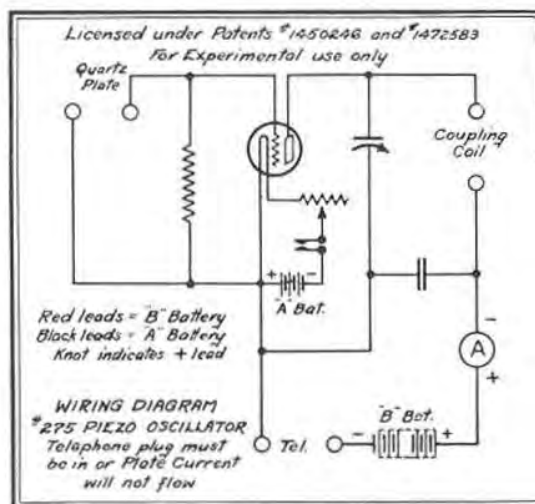 Licensed under Patents #1450246 and #1472583
For Experimental use only
Quartz
Plate
Coupling
Coil
+ -
"A" Bat.
Red leads = "B" Battery
Black leads = "A" Battery
Knot indicates + lead
-
A
+
WIRING DIAGRAM
#275 PIEZO OSCILLATOR
Telephone plug must
be in or Plate Current
will not flow
Tel.
- "B" Bat. +